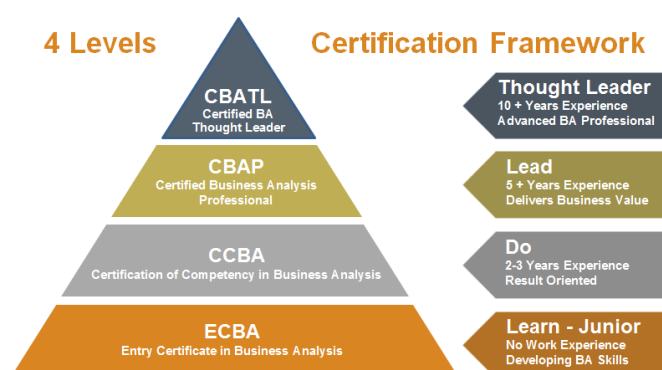 4 Levels
Certification Framework
CBATL
Certified BA
Thought Leader
Thought Leader
10 + Years Experience
Advanced BA Professional
CBAP
Certified Business Analysis
Professional
Lead
5 + Years Experience
Delivers Business Value
CCBA
Certification of Competency in Business Analysis
Do
2-3 Years Experience
Result Oriented
ECBA
Entry Certificate in Business Analysis
Learn - Junior
No Work Experience
Developing BA Skills